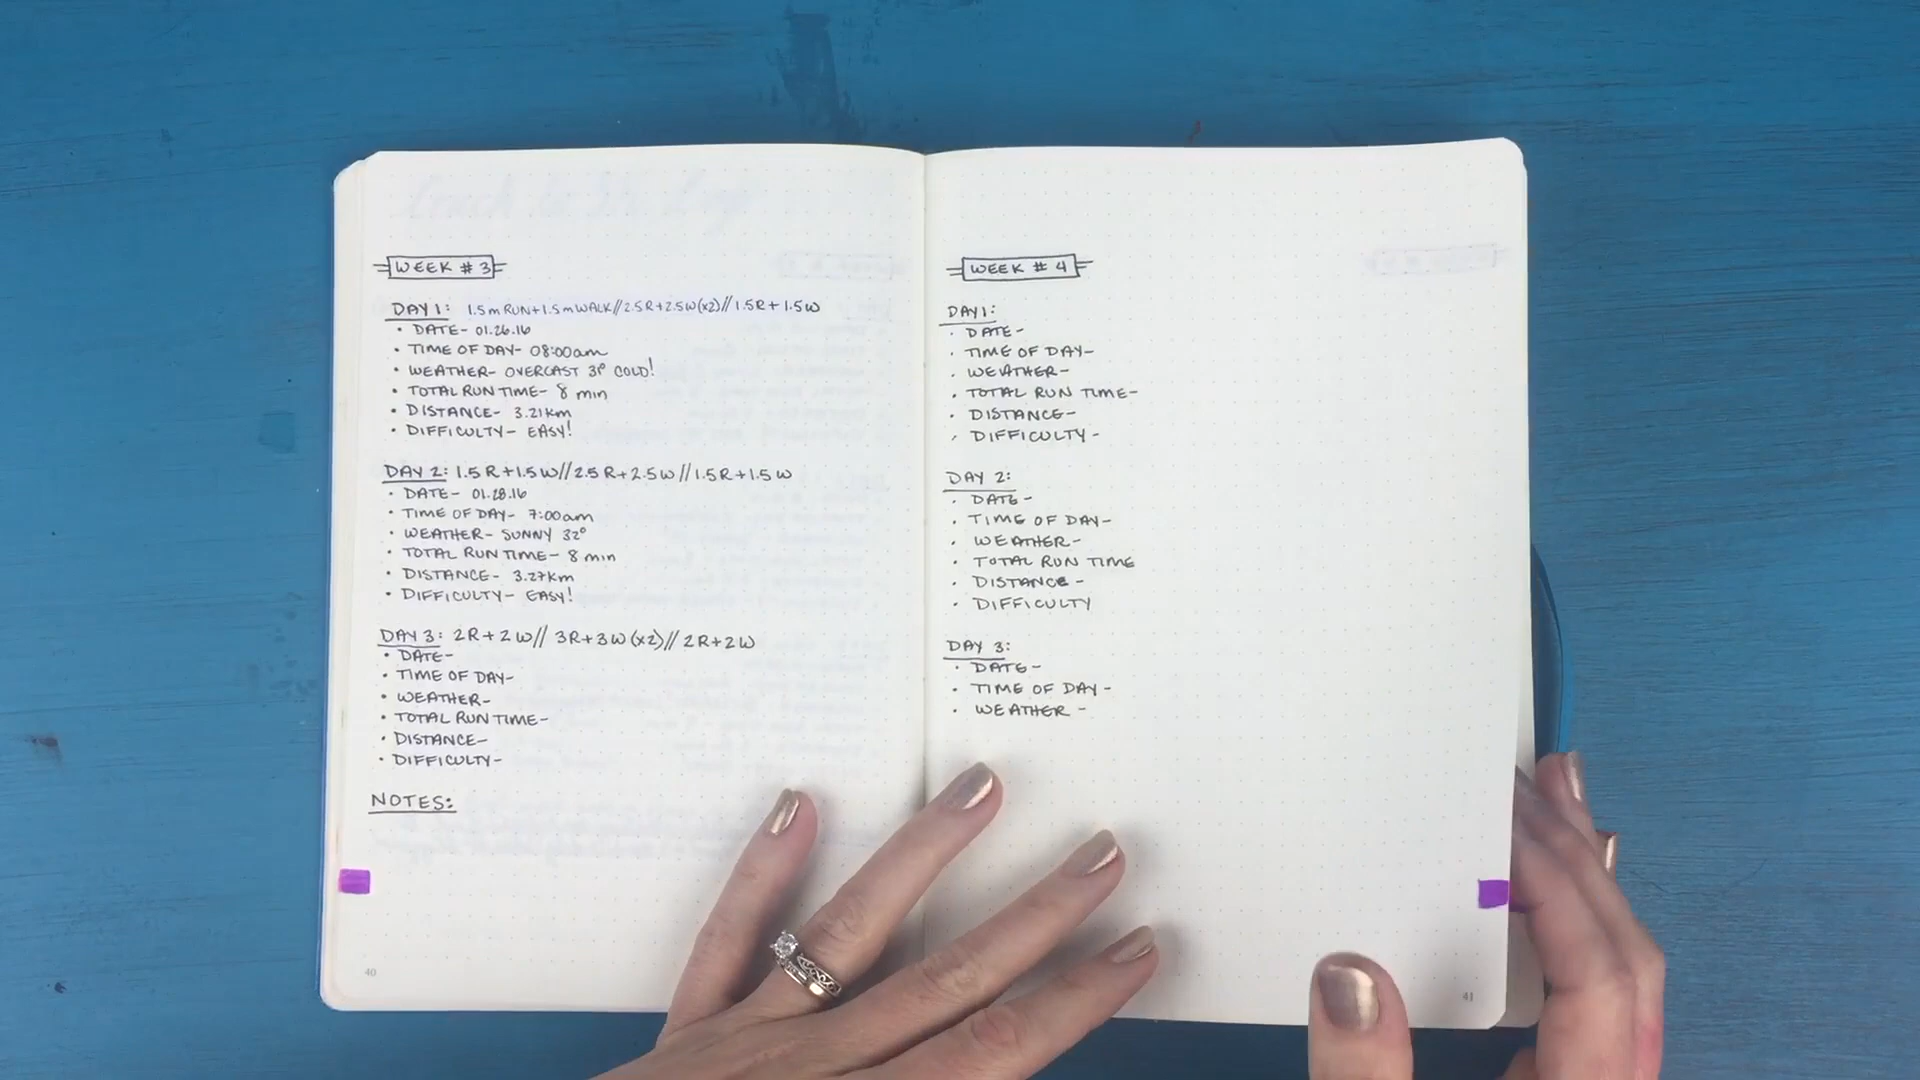 WEEK #3
DAY 1: 1.5m RUN+1.5m WALK//2.5R+2.5W(x2)//1.5R+1.5W
• DATE- 01.26.16
• TIME OF DAY- 08:00am
• WEATHER- OVERCAST 31° COLD!
• TOTAL RUN TIME- 8 min
• DISTANCE- 3.21km
• DIFFICULTY- EASY!
DAY 2: 1.5R+1.5W//2.5R+2.5W//1.5R+1.5W
• DATE- 01.28.16
• TIME OF DAY- 7:00am
• WEATHER- SUNNY 32°
• TOTAL RUN TIME- 8 min
• DISTANCE- 3.27km
• DIFFICULTY- EASY!
DAY 3: 2R+2W// 3R+3W(x2)// 2R+2W
• DATE-
• TIME OF DAY-
• WEATHER-
• TOTAL RUN TIME-
• DISTANCE-
• DIFFICULTY-
NOTES:
40
WEEK #4
DAY1:
• DATE-
• TIME OF DAY-
• WEATHER-
• TOTAL RUN TIME-
• DISTANCE-
• DIFFICULTY-
DAY 2:
• DATE-
• TIME OF DAY-
• WEATHER-
• TOTAL RUN TIME
• DISTANCE-
• DIFFICULTY
DAY 3:
• DATE-
• TIME OF DAY-
• WEATHER-
41